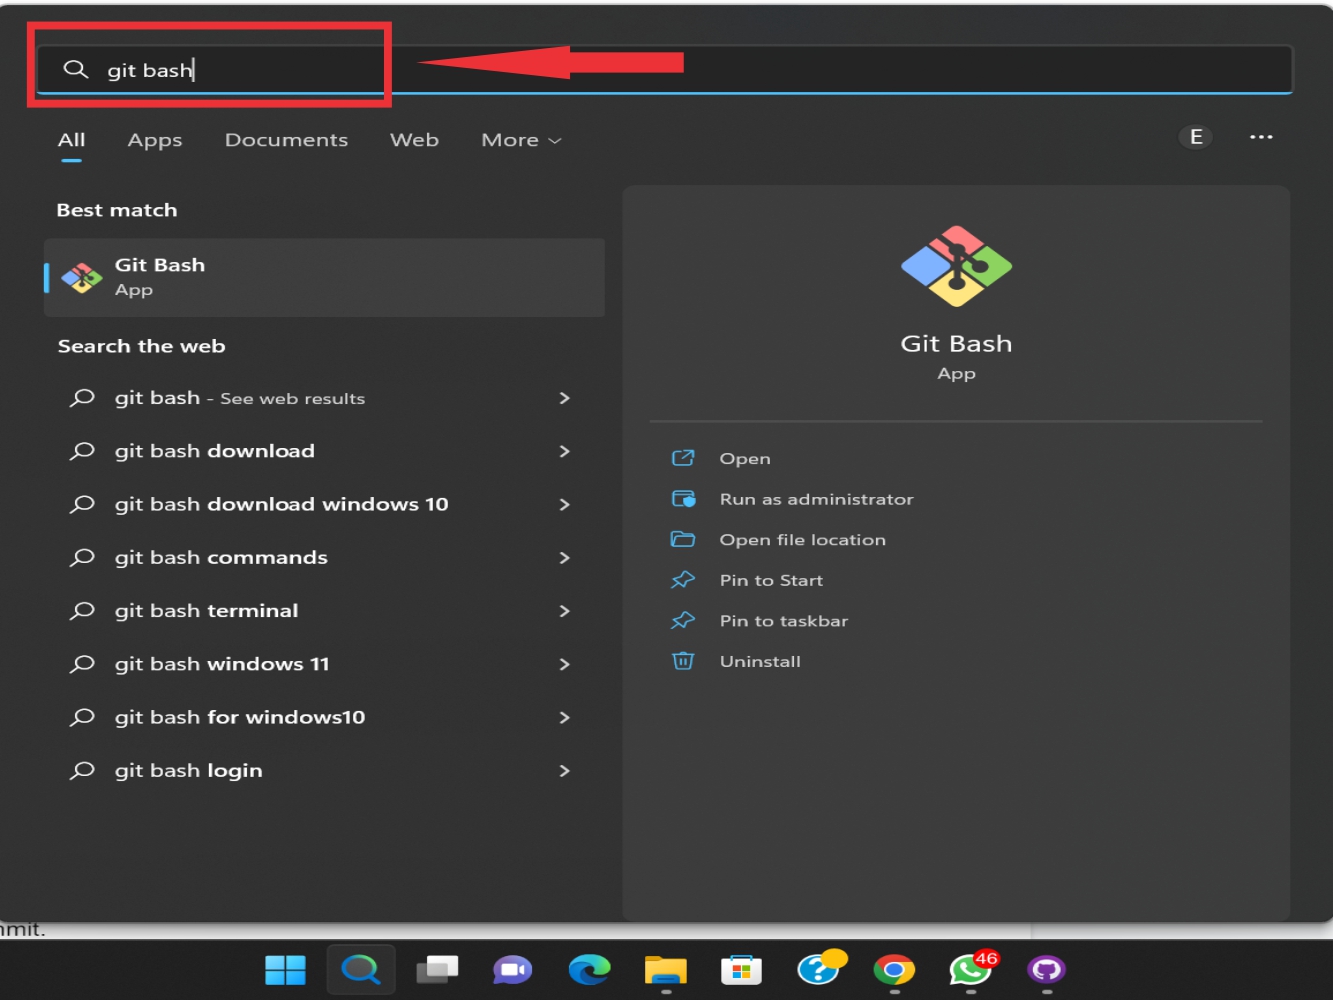 git bash
All Apps Documents Web More
E
Best match
Git Bash
App
Search the web
git bash - See web results
git bash download
git bash download windows 10
git bash commands
git bash terminal
git bash windows 11
git bash for windows10
git bash login
Git Bash
App
Open
Run as administrator
Open file location
Pin to Start
Pin to taskbar
Uninstall
mit.
46